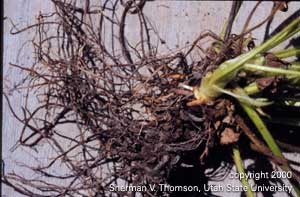 copyright 2000
Sherman V. Thomson, Utah State University